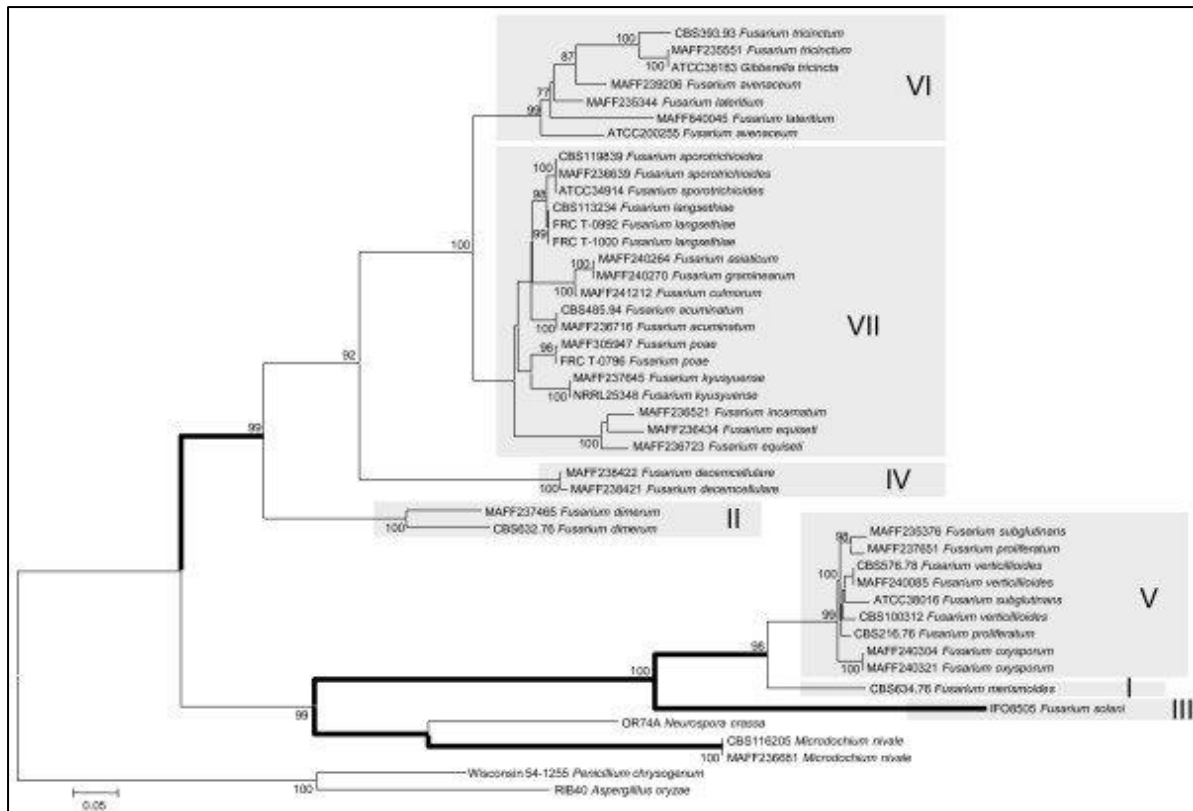 CBS393.93 Fusarium tricinctum
100
MAFF235551 Fusarium tricinctum
87
100
ATCC38183 Gibberella tricincta
VI
MAFF239206 Fusarium avenaceum
77
MAFF235344 Fusarium lateritium
99
MAFF840045 Fusarium lateritium
ATCC200255 Fusarium avenaceum
CBS119839 Fusarium sporotrichioides
100
MAFF238639 Fusarium sporotrichioides
ATCC34914 Fusarium sporotrichioides
98
CBS113234 Fusarium langsethiae
FRC T-0992 Fusarium langsethiae
99
FRC T-1000 Fusarium langsethiae
100
MAFF240264 Fusarium asiaticum
100
MAFF240270 Fusarium graminearum
100
MAFF241212 Fusarium culmorum
CBS485.94 Fusarium acuminatum
VII
100
MAFF236716 Fusarium acuminatum
MAFF305947 Fusarium poae
98
FRC T-0796 Fusarium poae
92
MAFF237645 Fusarium kyusyuense
100
NRRL25348 Fusarium kyusyuense
MAFF236521 Fusarium incarnatum
MAFF236434 Fusarium equiseti
99
100
MAFF236723 Fusarium equiseti
MAFF238422 Fusarium decemcellulare
IV
100
MAFF238421 Fusarium decemcellulare
MAFF237465 Fusarium dimerum
II
100
CBS632.76 Fusarium dimerum
MAFF235376 Fusarium subglutinans
98
MAFF237651 Fusarium proliferatum
CBS576.78 Fusarium verticillioides
100
MAFF240085 Fusarium verticillioides
ATCC38016 Fusarium subglutinans
V
99
CBS100312 Fusarium verticillioides
CBS216.76 Fusarium proliferatum
98
MAFF240304 Fusarium oxysporum
100
MAFF240321 Fusarium oxysporum
100
CBS634.76 Fusarium merismoides
I
IFO8505 Fusarium solani
III
99
OR74A Neurospora crassa
CBS116205 Microdochium nivale
100
MAFF236681 Microdochium nivale
Wisconsin 54-1255 Penicillium chrysogenum
100
RIB40 Aspergillus oryzae
0.05